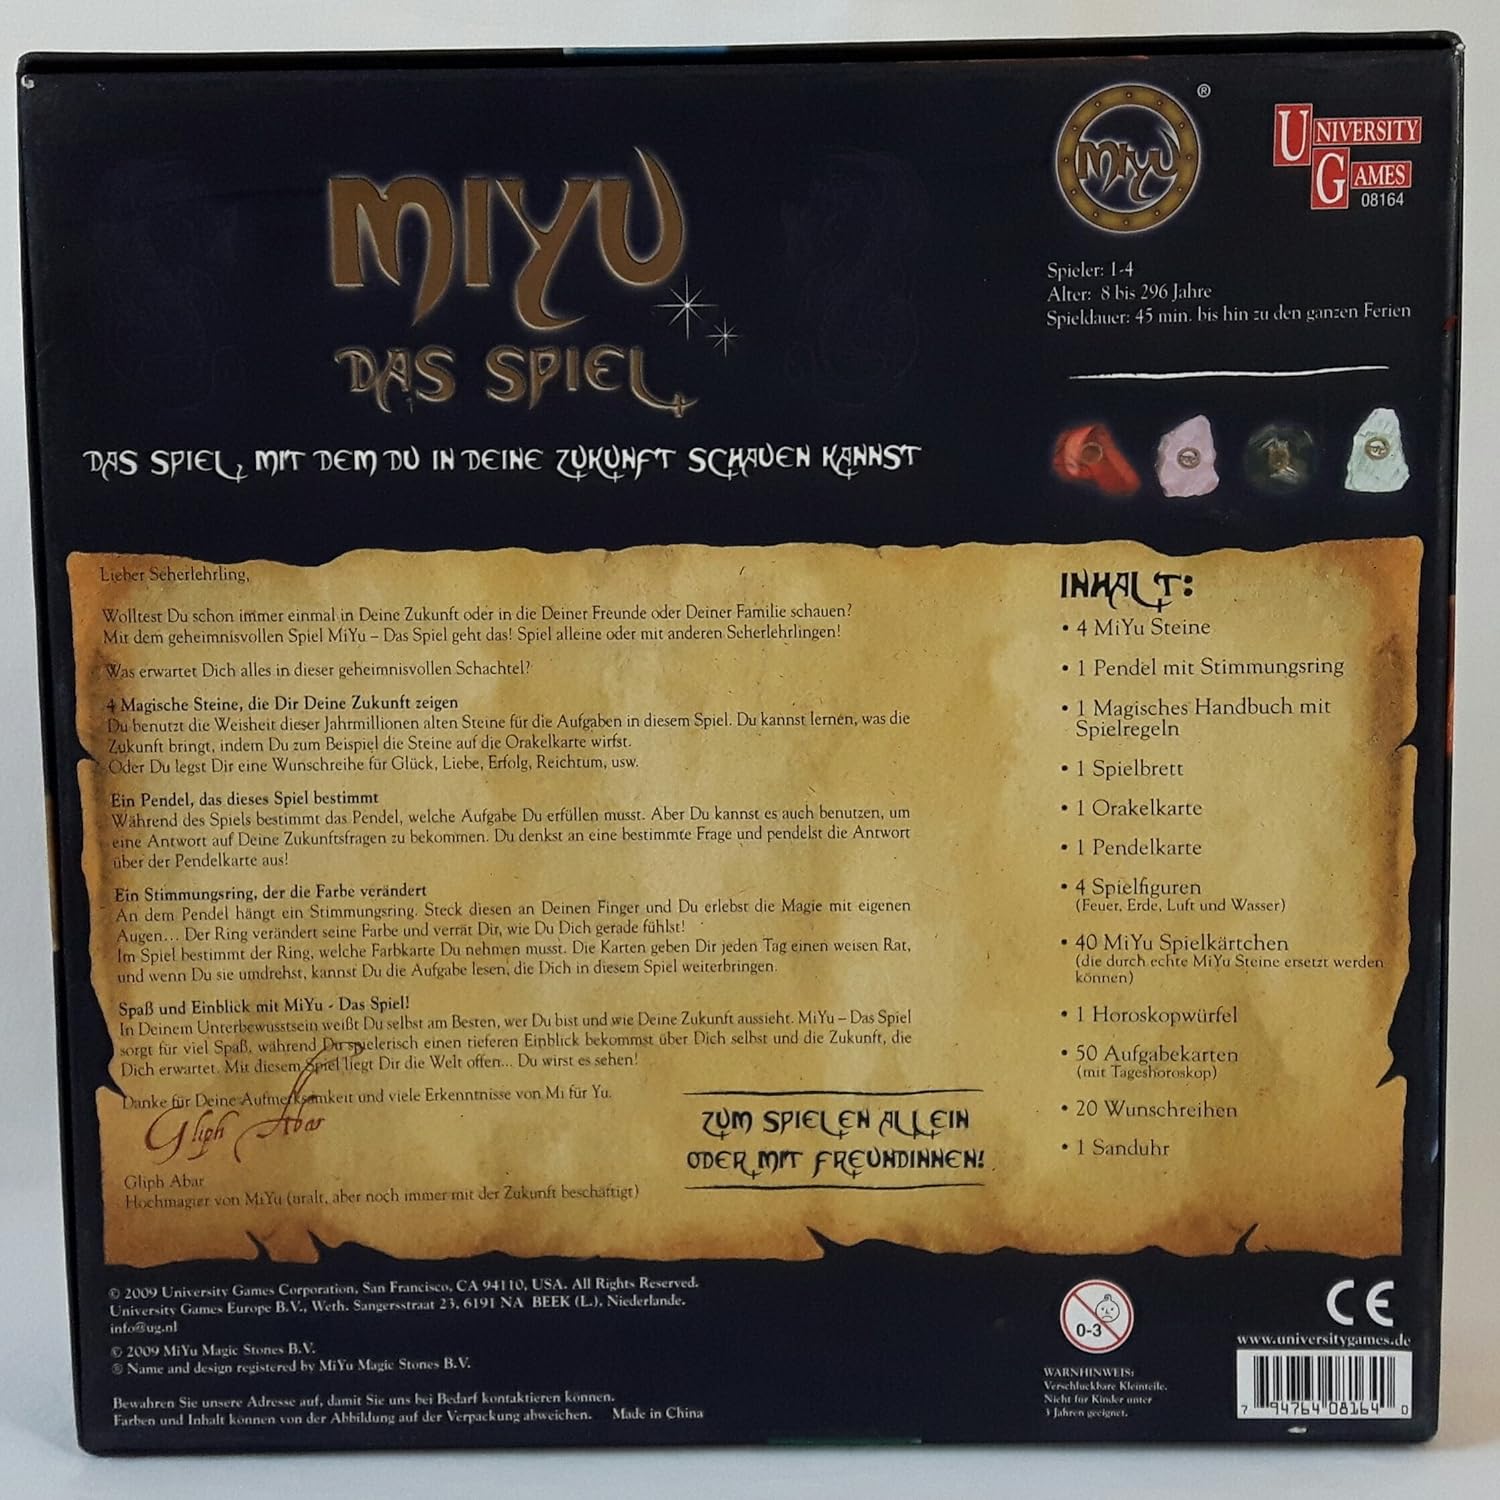 MIYU
DAS SPIEL
DAS SPIEL, MIT DEM DU IN DEINE ZUKUNFT SCHAUEN KANNST
MIYU
®
UNIVERSITY
GAMES
08164
Spieler: 1-4
Alter: 8 bis 296 Jahre
Spieldauer: 45 min. bis hin zu den ganzen Ferien
Lieber Seherlehrling,
Wolltest Du schon immer einmal in Deine Zukunft oder in die Deiner Freunde oder Deiner Familie schauen?
Mit dem geheimnisvollen Spiel MiYu – Das Spiel geht das! Spiel alleine oder mit anderen Seherlehrlingen!
Was erwartet Dich alles in dieser geheimnisvollen Schachtel?
4 Magische Steine, die Dir Deine Zukunft zeigen
Du benutzt die Weisheit dieser Jahrmillionen alten Steine für die Aufgaben in diesem Spiel. Du kannst lernen, was die
Zukunft bringt, indem Du zum Beispiel die Steine auf die Orakelkarte wirfst.
Oder Du legst Dir eine Wunschreihe für Glück, Liebe, Erfolg, Reichtum, usw.
Ein Pendel, das dieses Spiel bestimmt
Während des Spiels bestimmt das Pendel, welche Aufgabe Du erfüllen musst. Aber Du kannst es auch benutzen, um
eine Antwort auf Deine Zukunftsfragen zu bekommen. Du denkst an eine bestimmte Frage und pendelst die Antwort
über der Pendelkarte aus!
Ein Stimmungsring, der die Farbe verändert
An dem Pendel hängt ein Stimmungsring. Steck diesen an Deinen Finger und Du erlebst die Magie mit eigenen
Augen... Der Ring verändert seine Farbe und verrät Dir, wie Du Dich gerade fühlst!
Im Spiel bestimmt der Ring, welche Farbkarte Du nehmen musst. Die Karten geben Dir jeden Tag einen weisen Rat,
und wenn Du sie umdrehst, kannst Du die Aufgabe lesen, die Dich in diesem Spiel weiterbringen.
Spaß und Einblick mit MiYu - Das Spiel!
In Deinem Unterbewusstsein weißt Du selbst am Besten, wer Du bist und wie Deine Zukunft aussieht. MiYu – Das Spiel
sorgt für viel Spaß, während Du spielerisch einen tieferen Einblick bekommst über Dich selbst und die Zukunft, die
Dich erwartet. Mit diesem Spiel liegt Dir die Welt offen... Du wirst es sehen!
Danke für Deine Aufmerksamkeit und viele Erkenntnisse von Mi für Yu.
Gliph Abar
Gliph Abar
Hochmagier von MiYu (uralt, aber noch immer mit der Zukunft beschäftigt)
ZUM SPIELEN ALLEIN
ODER MIT FREUNDINNEN!
INHALT:
• 4 MiYu Steine
• 1 Pendel mit Stimmungsring
• 1 Magisches Handbuch mit
Spielregeln
• 1 Spielbrett
• 1 Orakelkarte
• 1 Pendelkarte
• 4 Spielfiguren
(Feuer, Erde, Luft und Wasser)
• 40 MiYu Spielkärtchen
(die durch echte MiYu Steine ersetzt werden
können)
• 1 Horoskopwürfel
• 50 Aufgabekarten
(mit Tageshoroskop)
• 20 Wunschreihen
• 1 Sanduhr
© 2009 University Games Corporation, San Francisco, CA 94110, USA. All Rights Reserved.
University Games Europe B.V., Weth. Sangersstraat 23, 6191 NA BEEK (L.), Niederlande.
info@ug.nl
© 2009 MiYu Magic Stones B.V.
® Name and design registered by MiYu Magic Stones B.V.
Bewahren Sie unsere Adresse auf, damit Sie uns bei Bedarf kontaktieren können.
Farben und Inhalt können von der Abbildung auf der Verpackung abweichen. Made in China
0-3
WARNHINWEIS:
Verschluckbare Kleinteile.
Nicht für Kinder unter
3 Jahren geeignet.
CE
www.universitygames.de
7 94764 08164 0